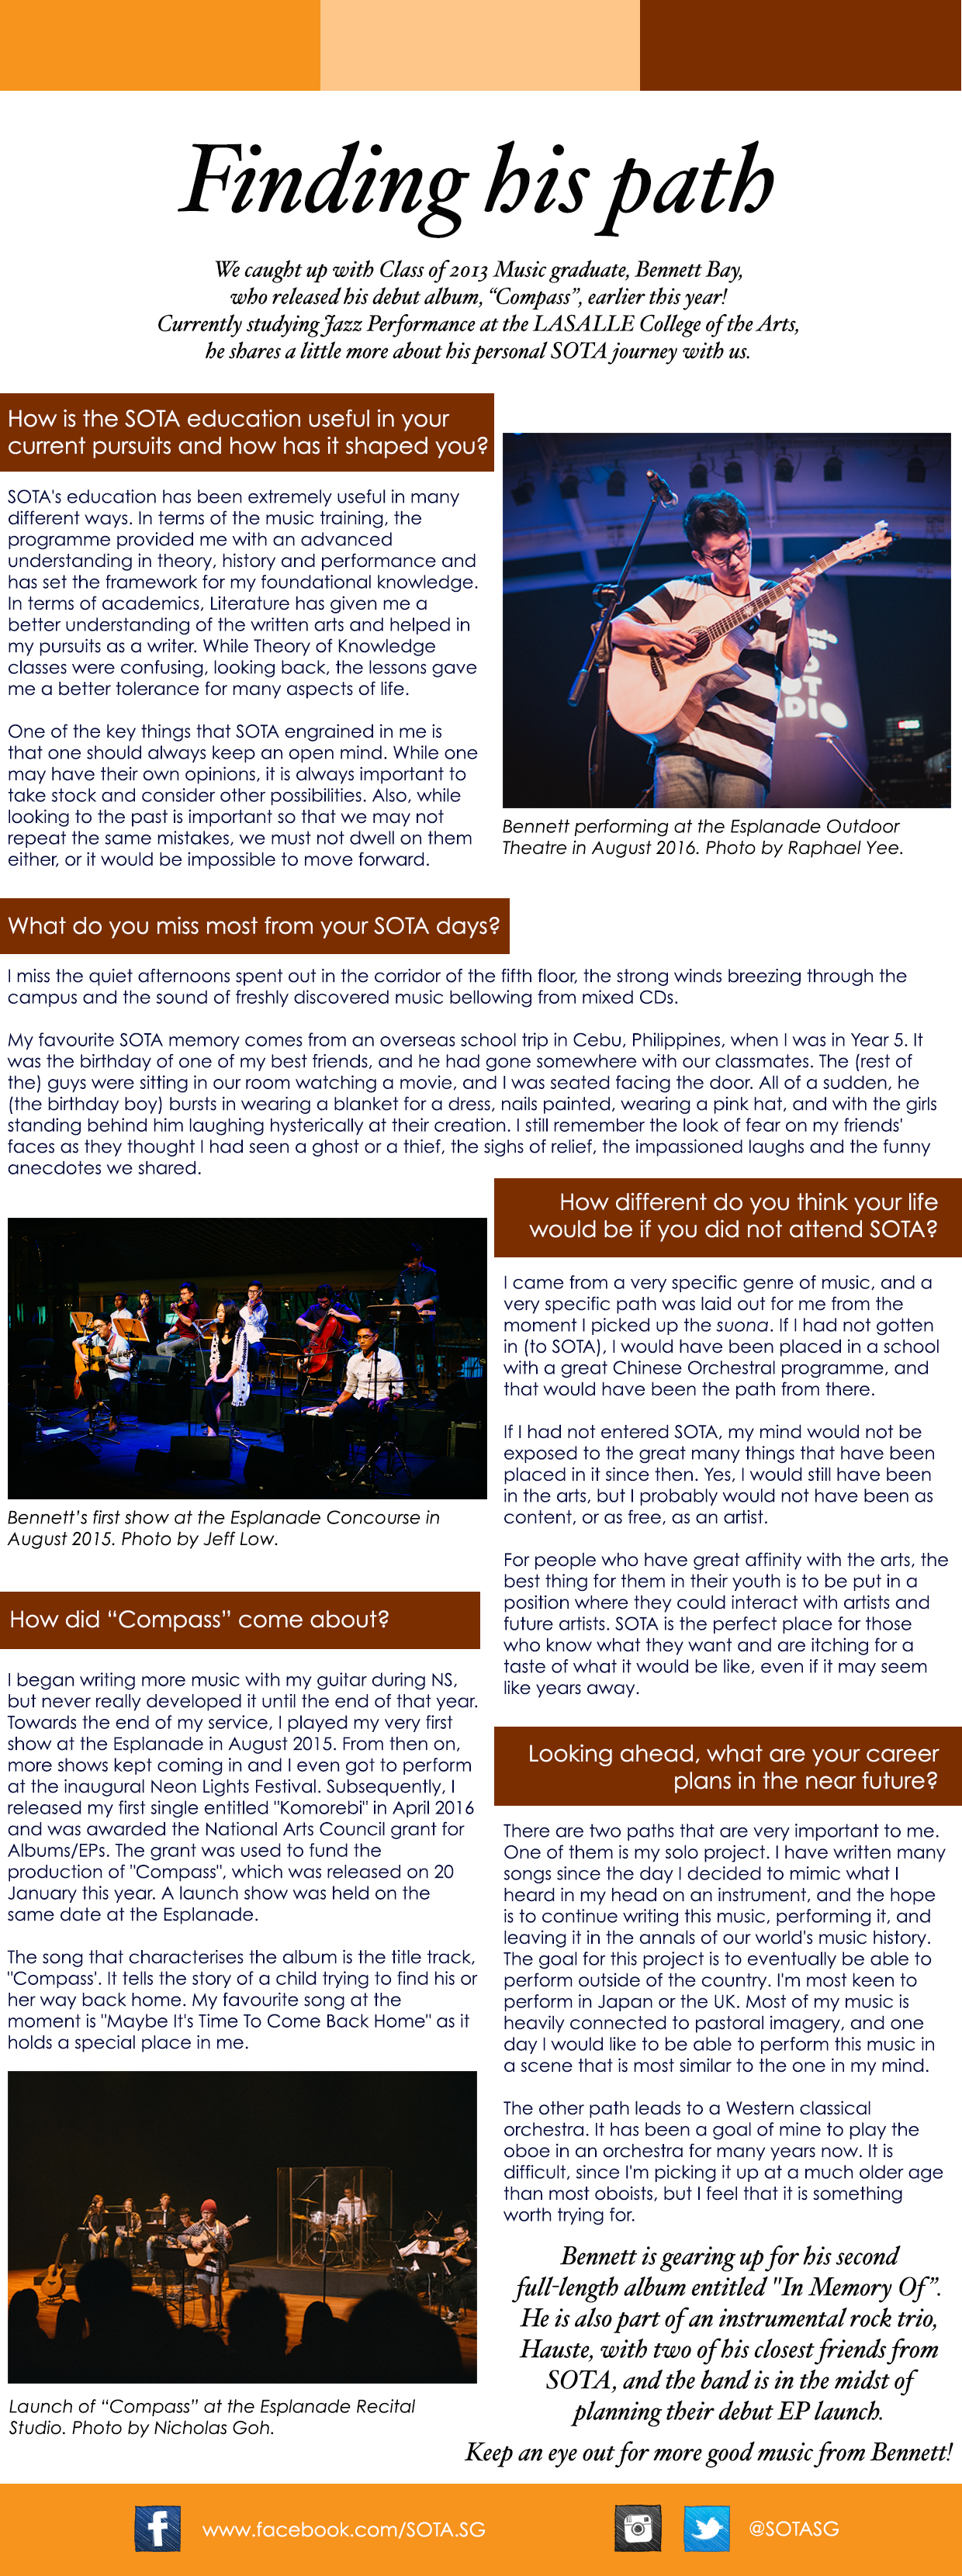 Finding his path
We caught up with Class of 2013 Music graduate, Bennett Bay,
who released his debut album, “Compass”, earlier this year!
Currently studying Jazz Performance at the LASALLE College of the Arts,
he shares a little more about his personal SOTA journey with us.
How is the SOTA education useful in your
current pursuits and how has it shaped you?
SOTA's education has been extremely useful in many
different ways. In terms of the music training, the
programme provided me with an advanced
understanding in theory, history and performance and
has set the framework for my foundational knowledge.
In terms of academics, Literature has given me a
better understanding of the written arts and helped in
my pursuits as a writer. While Theory of Knowledge
classes were confusing, looking back, the lessons gave
me a better tolerance for many aspects of life.
One of the key things that SOTA engrained in me is
that one should always keep an open mind. While one
may have their own opinions, it is always important to
take stock and consider other possibilities. Also, while
looking to the past is important so that we may not
repeat the same mistakes, we must not dwell on them
either, or it would be impossible to move forward.
Bennett performing at the Esplanade Outdoor
Theatre in August 2016. Photo by Raphael Yee.
What do you miss most from your SOTA days?
I miss the quiet afternoons spent out in the corridor of the fifth floor, the strong winds breezing through the
campus and the sound of freshly discovered music bellowing from mixed CDs.
My favourite SOTA memory comes from an overseas school trip in Cebu, Philippines, when I was in Year 5. It
was the birthday of one of my best friends, and he had gone somewhere with our classmates. The (rest of
the) guys were sitting in our room watching a movie, and I was seated facing the door. All of a sudden, he
(the birthday boy) bursts in wearing a blanket for a dress, nails painted, wearing a pink hat, and with the girls
standing behind him laughing hysterically at their creation. I still remember the look of fear on my friends'
faces as they thought I had seen a ghost or a thief, the sighs of relief, the impassioned laughs and the funny
anecdotes we shared.
Bennett’s first show at the Esplanade Concourse in
August 2015. Photo by Jeff Low.
How did “Compass” come about?
I began writing more music with my guitar during NS,
but never really developed it until the end of that year.
Towards the end of my service, I played my very first
show at the Esplanade in August 2015. From then on,
more shows kept coming in and I even got to perform
at the inaugural Neon Lights Festival. Subsequently, I
released my first single entitled "Komorebi" in April 2016
and was awarded the National Arts Council grant for
Albums/EPs. The grant was used to fund the
production of "Compass", which was released on 20
January this year. A launch show was held on the
same date at the Esplanade.
The song that characterises the album is the title track,
"Compass'. It tells the story of a child trying to find his or
her way back home. My favourite song at the
moment is "Maybe It's Time To Come Back Home" as it
holds a special place in me.
Launch of “Compass” at the Esplanade Recital
Studio. Photo by Nicholas Goh.
How different do you think your life
would be if you did not attend SOTA?
I came from a very specific genre of music, and a
very specific path was laid out for me from the
moment I picked up the suona. If I had not gotten
in (to SOTA), I would have been placed in a school
with a great Chinese Orchestral programme, and
that would have been the path from there.
If I had not entered SOTA, my mind would not be
exposed to the great many things that have been
placed in it since then. Yes, I would still have been
in the arts, but I probably would not have been as
content, or as free, as an artist.
For people who have great affinity with the arts, the
best thing for them in their youth is to be put in a
position where they could interact with artists and
future artists. SOTA is the perfect place for those
who know what they want and are itching for a
taste of what it would be like, even if it may seem
like years away.
Looking ahead, what are your career
plans in the near future?
There are two paths that are very important to me.
One of them is my solo project. I have written many
songs since the day I decided to mimic what I
heard in my head on an instrument, and the hope
is to continue writing this music, performing it, and
leaving it in the annals of our world's music history.
The goal for this project is to eventually be able to
perform outside of the country. I'm most keen to
perform in Japan or the UK. Most of my music is
heavily connected to pastoral imagery, and one
day I would like to be able to perform this music in
a scene that is most similar to the one in my mind.
The other path leads to a Western classical
orchestra. It has been a goal of mine to play the
oboe in an orchestra for many years now. It is
difficult, since I'm picking it up at a much older age
than most oboists, but I feel that it is something
worth trying for.
Bennett is gearing up for his second
full-length album entitled "In Memory Of”.
He is also part of an instrumental rock trio,
Hauste, with two of his closest friends from
SOTA, and the band is in the midst of
planning their debut EP launch.
Keep an eye out for more good music from Bennett!
www.facebook.com/SOTA.SG
@SOTASG